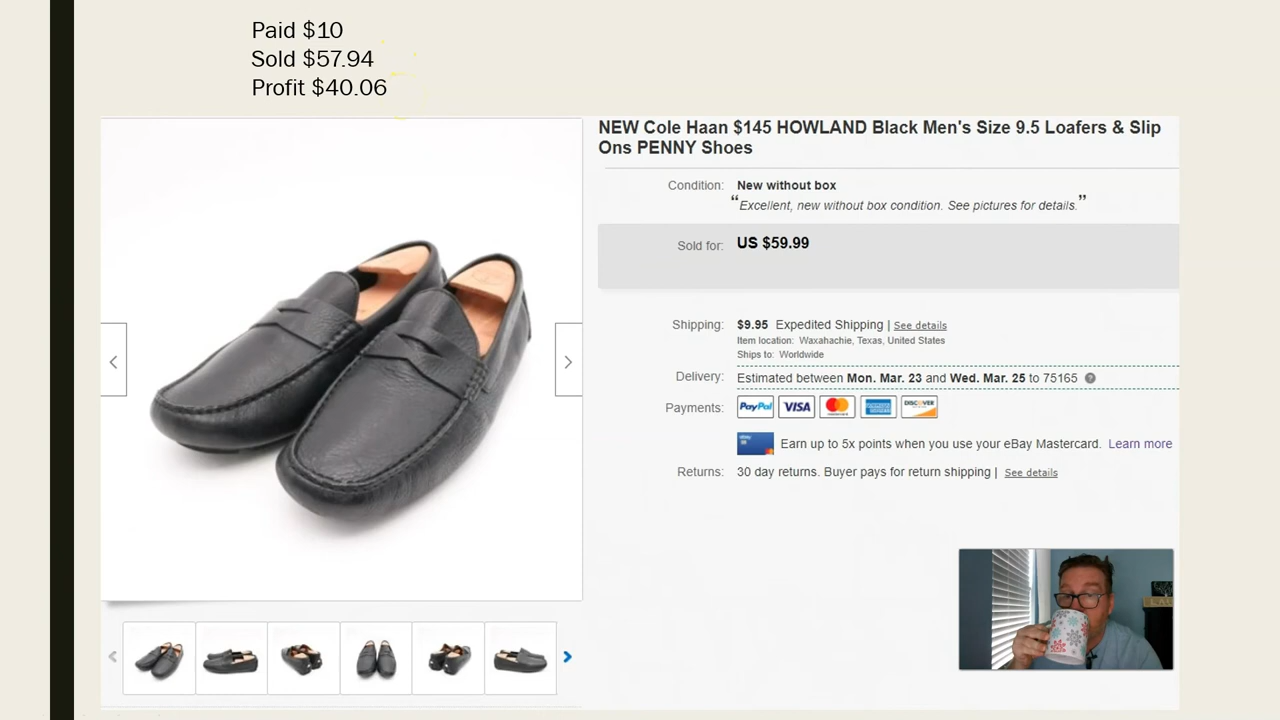 Paid $10
Sold $57.94
Profit $40.06
NEW Cole Haan $145 HOWLAND Black Men's Size 9.5 Loafers & Slip
Ons PENNY Shoes
Condition: New without box
“Excellent, new without box condition. See pictures for details.”
Sold for: US $59.99
Shipping: $9.95 Expedited Shipping | See details
Item location: Waxahachie, Texas, United States
Ships to: Worldwide
Delivery: Estimated between Mon. Mar. 23 and Wed. Mar. 25 to 75165 ?
Payments: PayPal VISA MasterCard DISCOVER
ebay Earn up to 5x points when you use your eBay Mastercard. Learn more
Returns: 30 day returns. Buyer pays for return shipping | See details